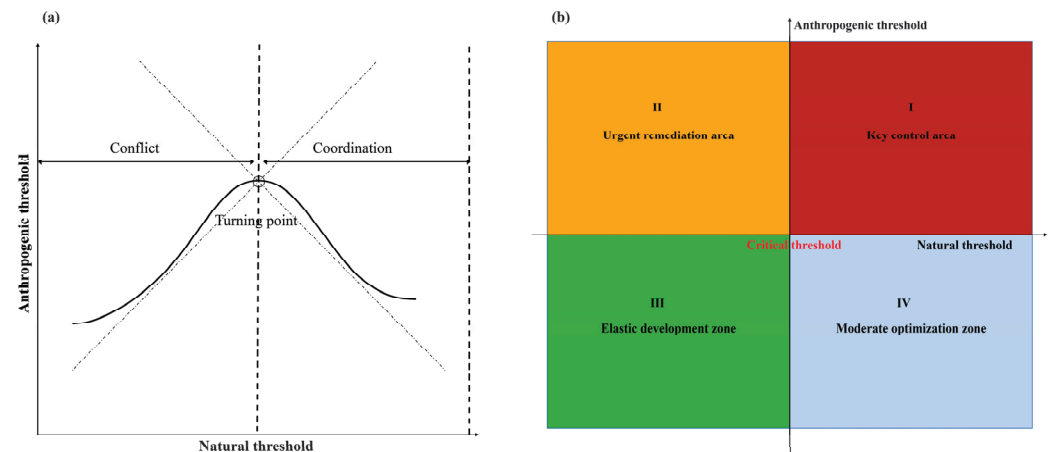 (a)
Anthropogenic threshold
Conflict
Coordination
Turning point
Natural threshold
(b)
Anthropogenic threshold
II
Urgent remediation area
I
Key control area
Critical threshold
Natural threshold
III
Elastic development zone
IV
Moderate optimization zone